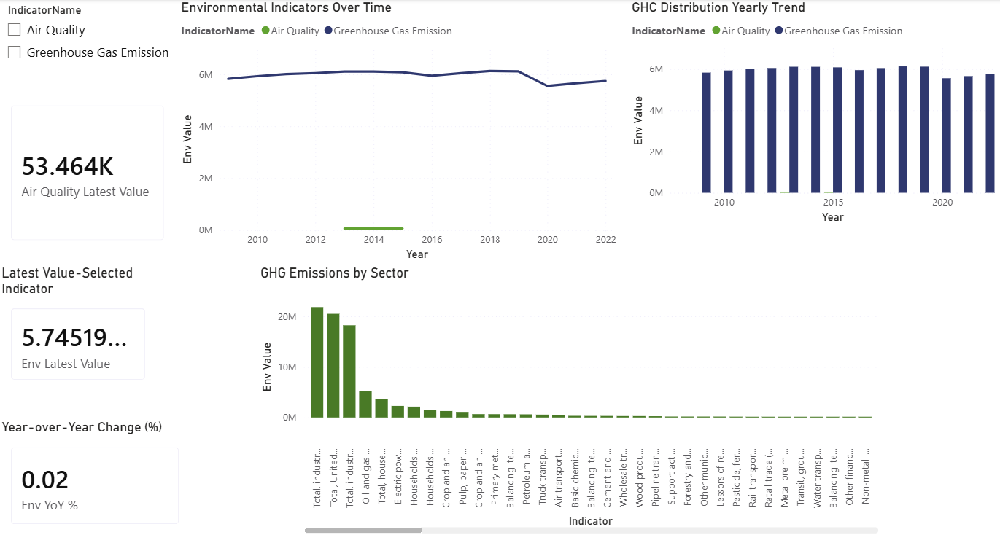 IndicatorName
Air Quality
Greenhouse Gas Emission
53.464K
Air Quality Latest Value
Latest Value-Selected
Indicator
5.74519...
Env Latest Value
Year-over-Year Change (%)
0.02
Env YoY %
Environmental Indicators Over Time
IndicatorName Air Quality Greenhouse Gas Emission
Env Value
6M
4M
2M
0M
2010 2012 2014 2016 2018 2020 2022
Year
GHC Distribution Yearly Trend
IndicatorName Air Quality Greenhouse Gas Emission
Env Value
6M
4M
2M
0M
2010 2015 2020
Year
GHG Emissions by Sector
Env Value
20M
10M
0M
Total, industr...
Total, United...
Total, industr...
Oil and gas ...
Total, house...
Electric pow...
Households:...
Households:...
Crop and ani...
Pulp, paper ...
Crop and ani...
Primary met...
Balancing ite...
Petroleum a...
Truck transp...
Air transport...
Basic chemic...
Balancing ite...
Cement and ...
Wholesale tr...
Wood produ...
Pipeline tran...
Support acti...
Forestry and...
Other munic...
Lessors of re...
Pesticide, fer...
Rail transpor...
Retail trade (...
Metal ore mi...
Transit, grou...
Water transp...
Balancing ite...
Other financ...
Non-metalli...
Indicator